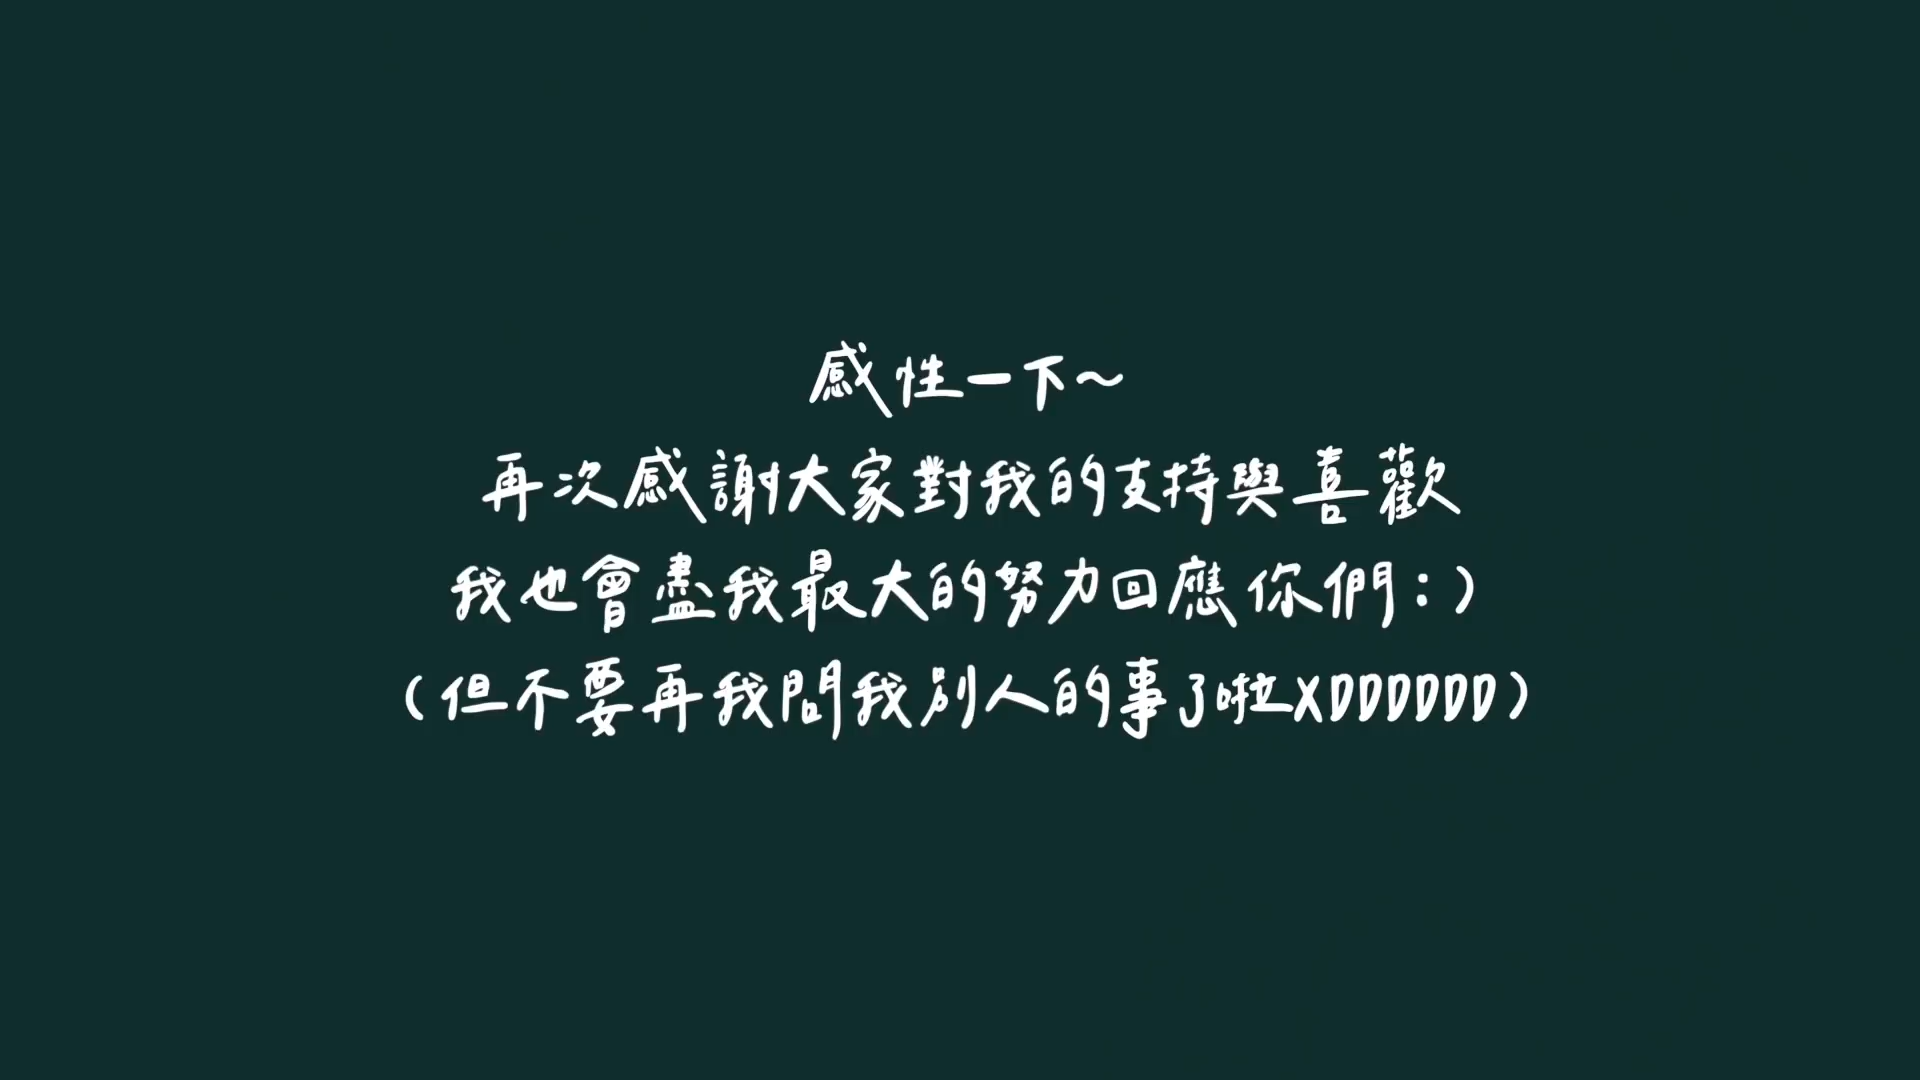 感性一下～
再次感謝大家對我的支持與喜歡
我也會盡我最大的努力回應你們：）
（但不要再我問我別人的事了啦XDDDDDD）